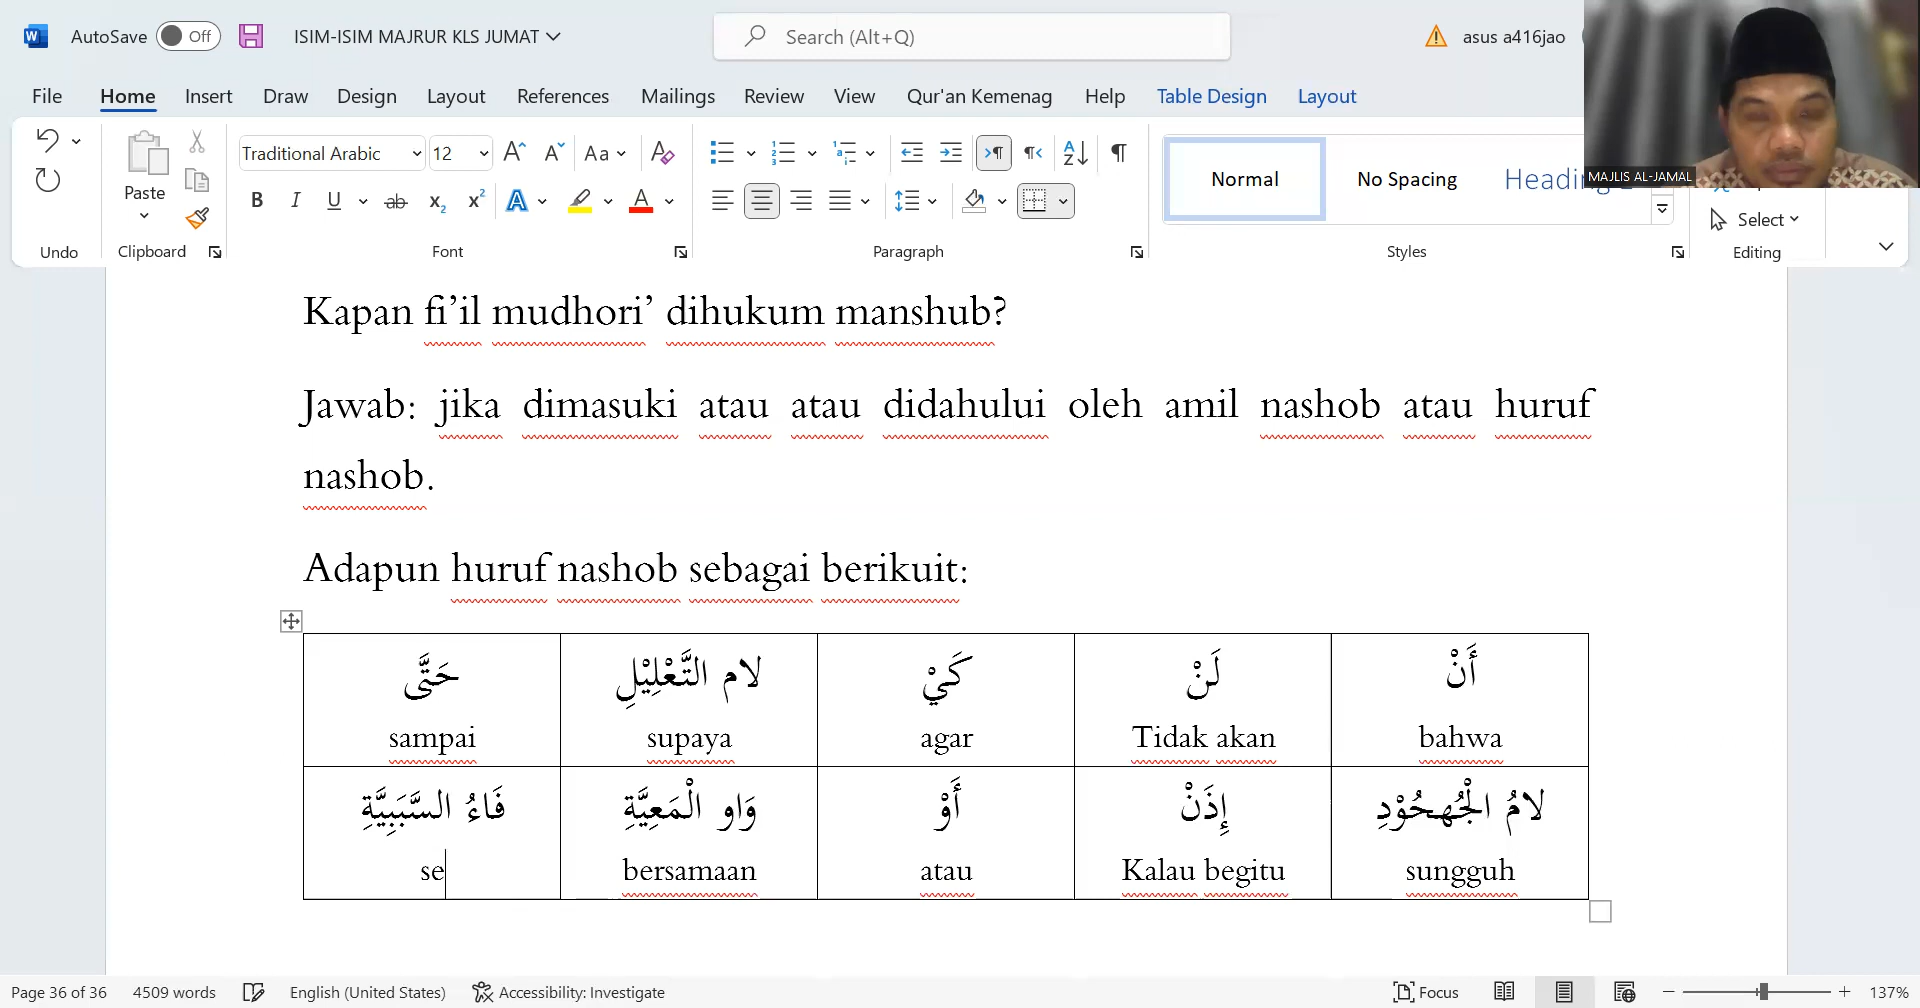 AutoSave Off ISIM-ISIM MAJRUR KLS JUMAT Search (Alt+Q) asus a416jao
File Home Insert Draw Design Layout References Mailings Review View Qur'an Kemenag Help Table Design Layout
MAJLIS AL-JAMAL
Traditional Arabic 12 Aa
Paste
Normal No Spacing Heading
Select
Undo Clipboard Font Paragraph Styles Editing
Kapan fi’il mudhori’ dihukum manshub?
Jawab: jika dimasuki atau atau didahului oleh amil nashob atau huruf
nashob.
Adapun huruf nashob sebagai berikuit:
أَنْ لَنْ كَيْ لام التَّعْلِيْلِ حَتَّى
bahwa Tidak akan agar supaya sampai
لامُ الْجُهحُوْدِ إِذَنْ أَوْ وَاو الْمَعِيَّةِ فَاءُ السَّبَبِيَّةِ
sungguh Kalau begitu atau bersamaan se
Page 36 of 36 4509 words English (United States) Accessibility: Investigate Focus 137%